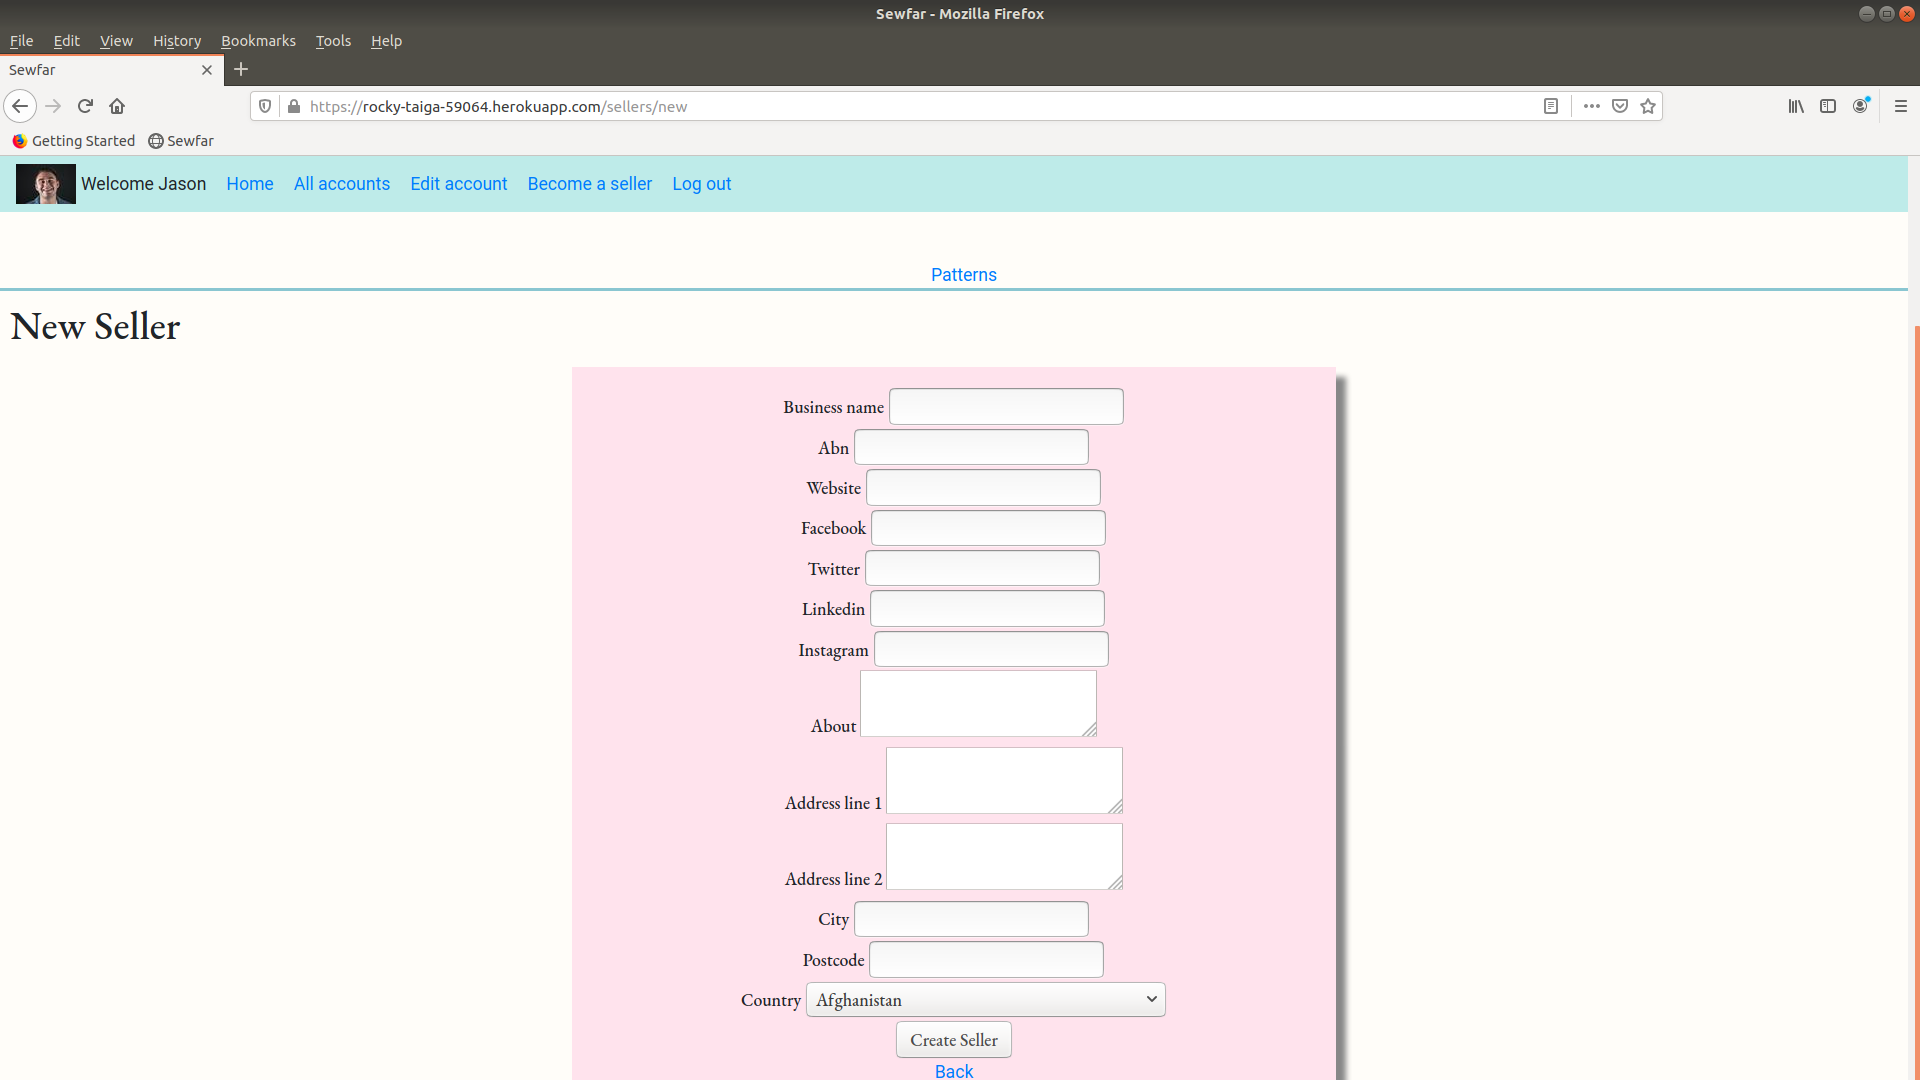 Sewfar - Mozilla Firefox
File Edit View History Bookmarks Tools Help
Sewfar
https://rocky-taiga-59064.herokuapp.com/sellers/new
Getting Started Sewfar
Welcome Jason Home All accounts Edit account Become a seller Log out
Patterns
New Seller
Business name
Abn
Website
Facebook
Twitter
Linkedin
Instagram
About
Address line 1
Address line 2
City
Postcode
Country Afghanistan
Create Seller
Back